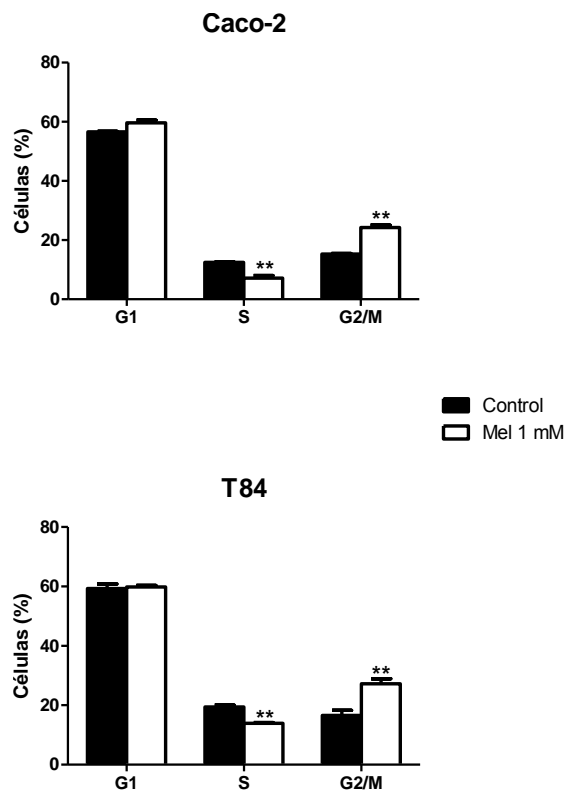 Caco-2
80
60
40
20
0
Células (%)
**
**
G1 S G2/M
Control
Mel 1 mM
T84
80
60
40
20
0
Células (%)
**
**
G1 S G2/M